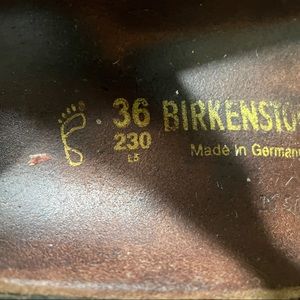 36 BIRKENSTO
230
L5
Made in German